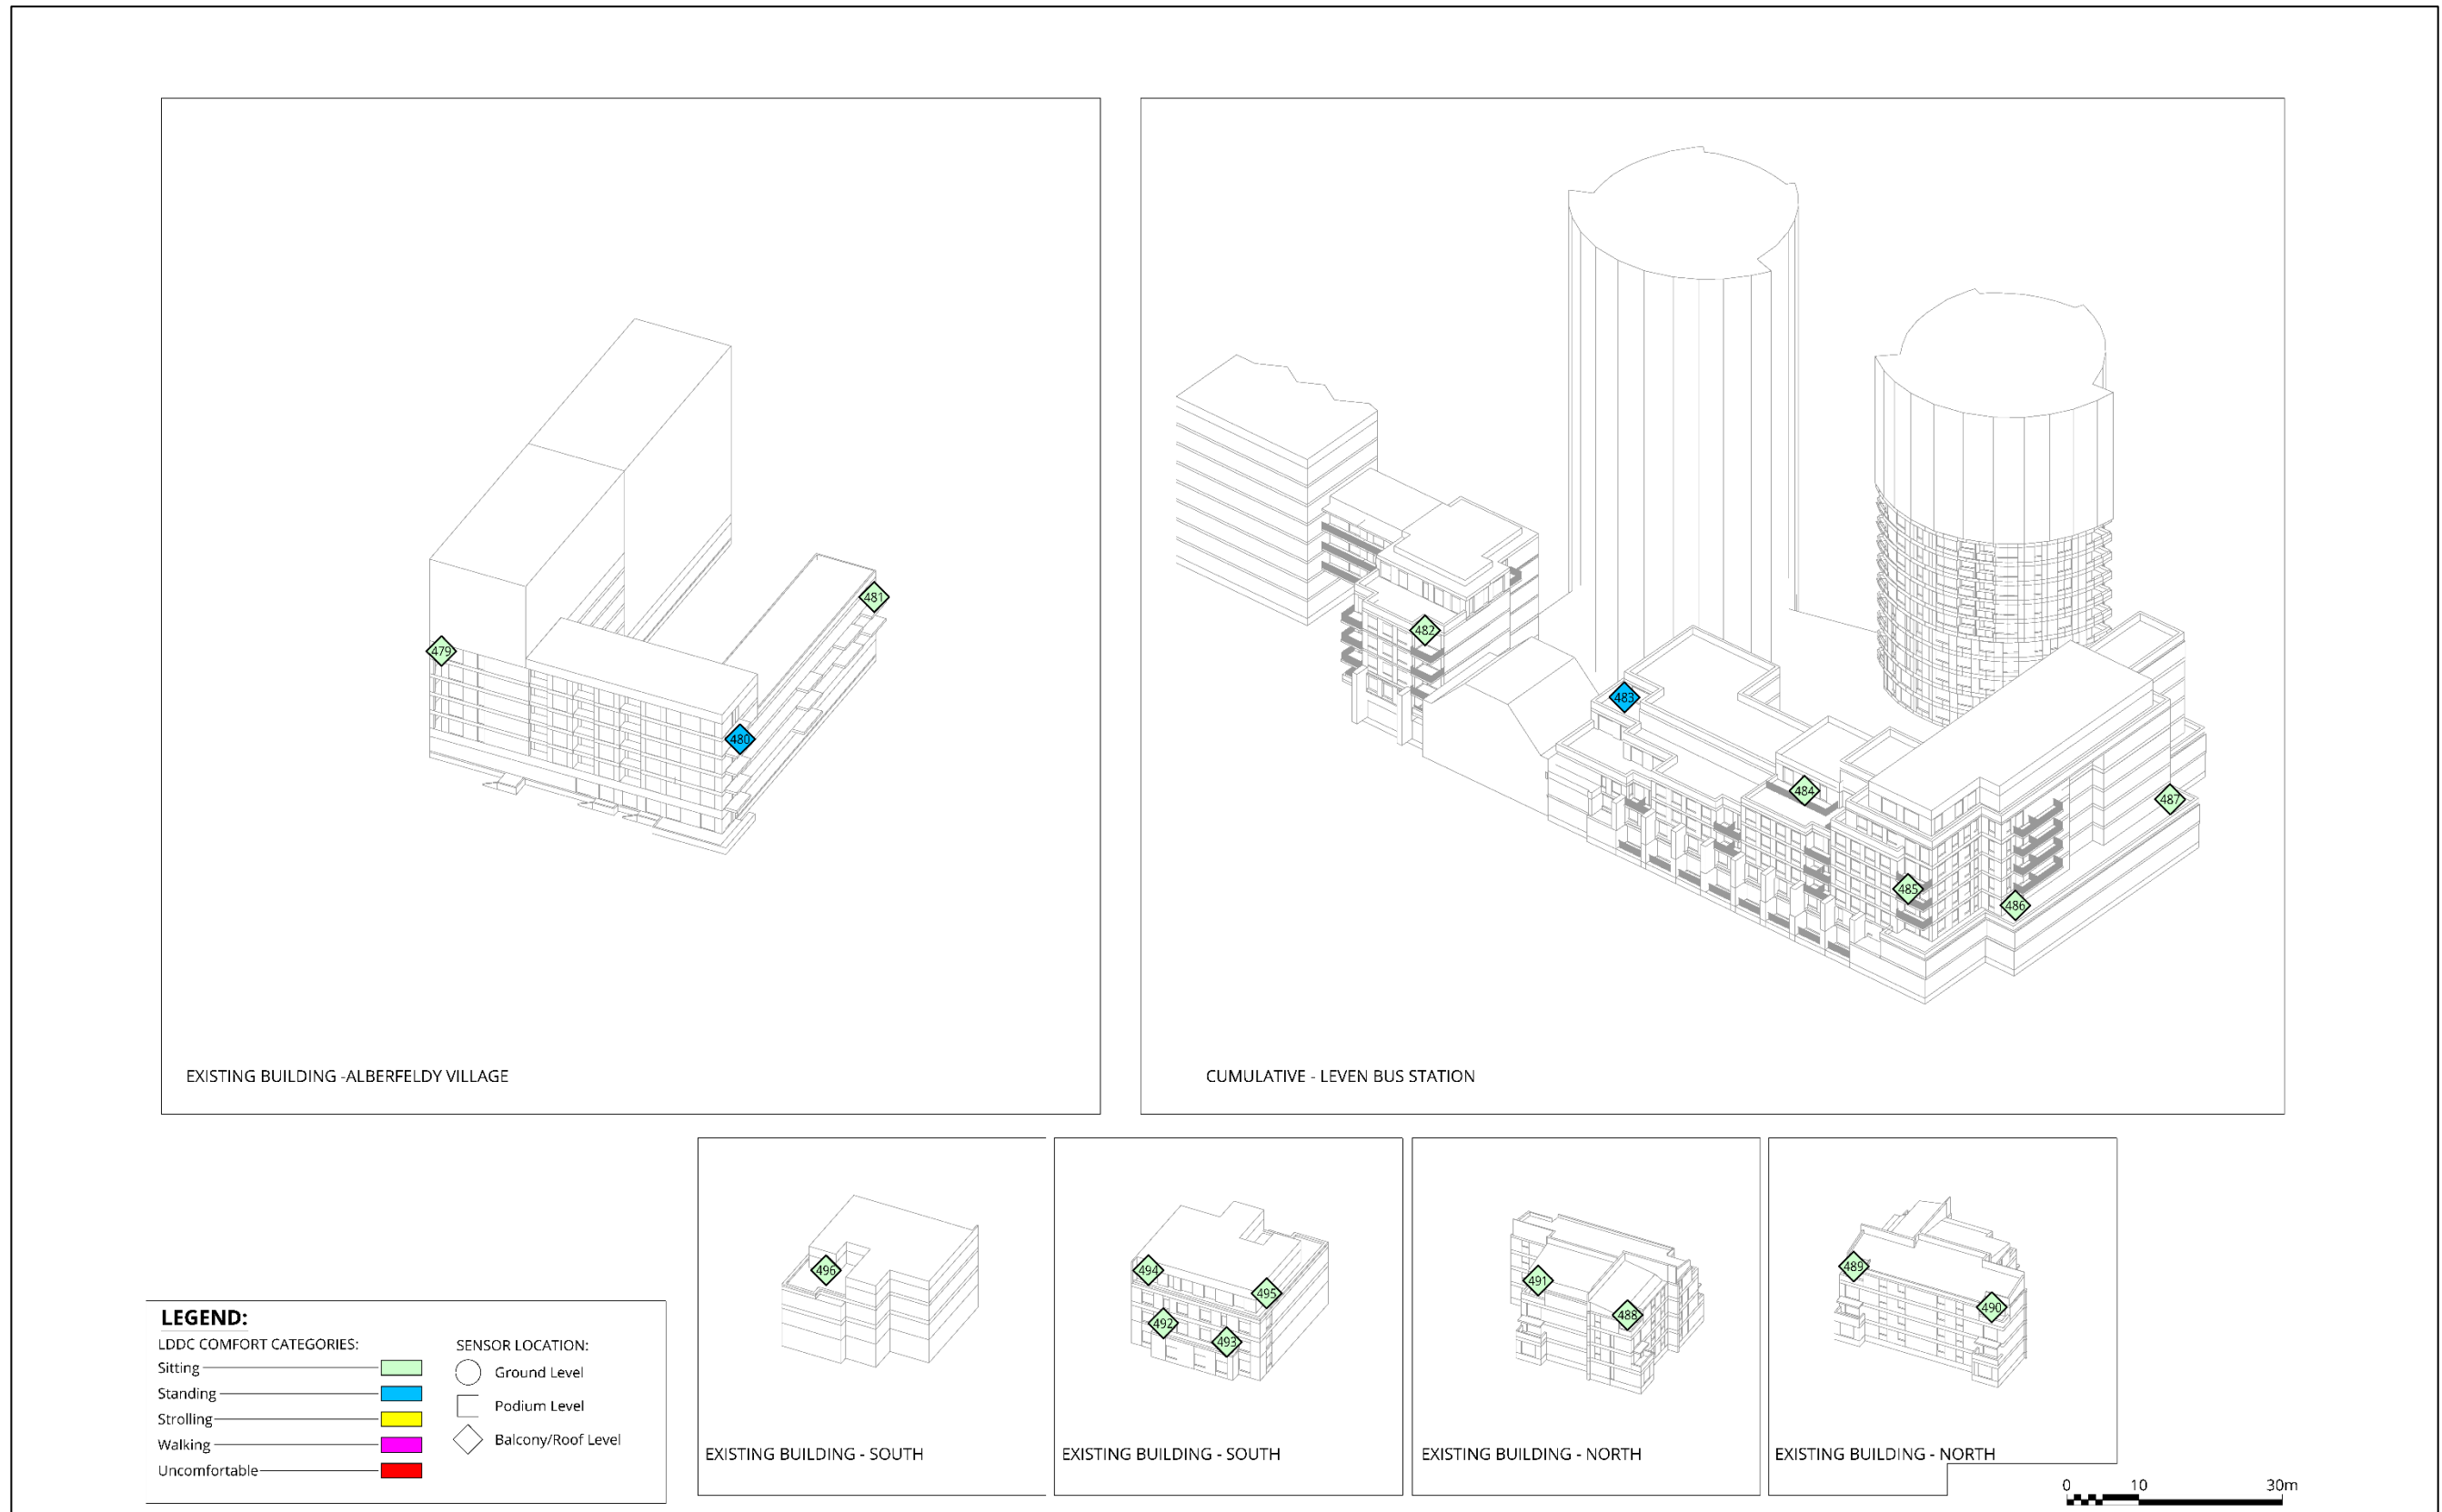 481
479
480
EXISTING BUILDING -ALBERFELDY VILLAGE
482
483
484
487
485
486
CUMULATIVE - LEVEN BUS STATION
496
EXISTING BUILDING - SOUTH
494
495
492
493
EXISTING BUILDING - SOUTH
491
488
EXISTING BUILDING - NORTH
489
490
EXISTING BUILDING - NORTH
LEGEND:
LDDC COMFORT CATEGORIES:
Sitting
Standing
Strolling
Walking
Uncomfortable
SENSOR LOCATION:
Ground Level
Podium Level
Balcony/Roof Level
0 10 30m